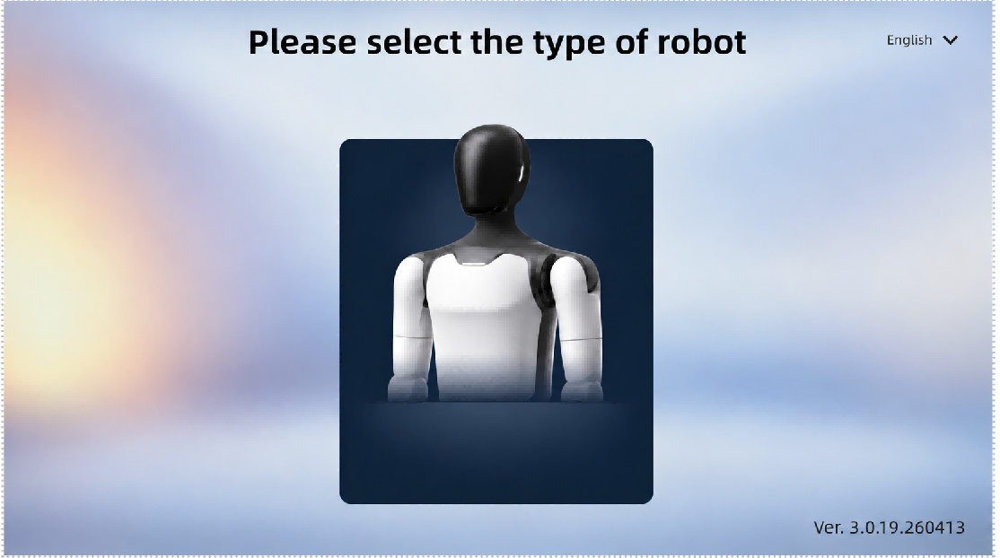 Please select the type of robot
English
Ver. 3.0.19.260413